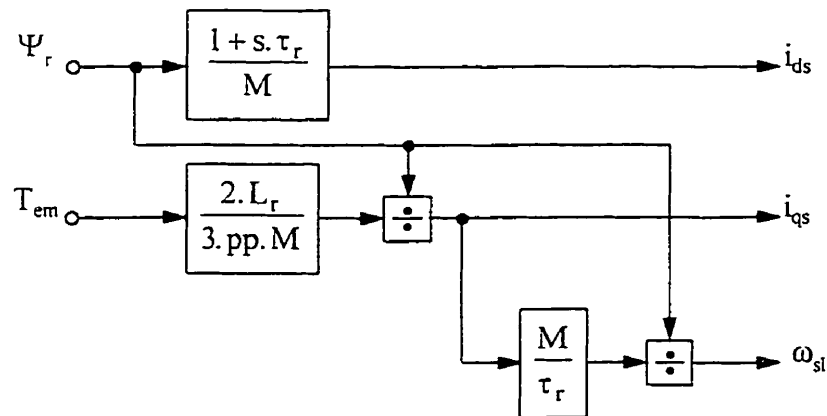 Ψr
1 + s. τr
M
ids
Tem
2. Lr
3. pp. M
÷
iqs
M
τr
÷
ωsl